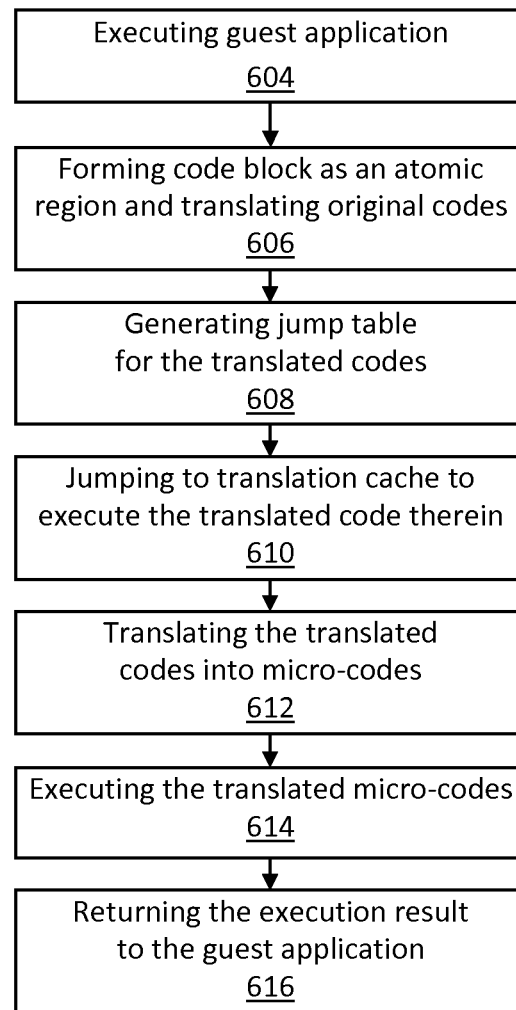 Executing guest application
604
Forming code block as an atomic
region and translating original codes
606
Generating jump table
for the translated codes
608
Jumping to translation cache to
execute the translated code therein
610
Translating the translated
codes into micro-codes
612
Executing the translated micro-codes
614
Returning the execution result
to the guest application
616